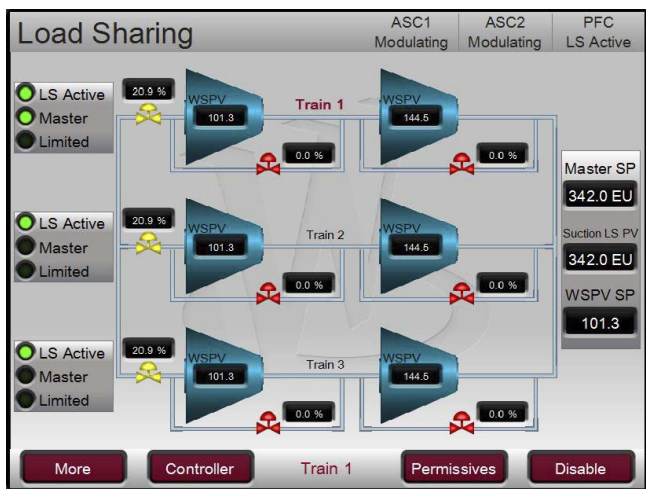 Load Sharing
ASC1
Modulating
ASC2
Modulating
PFC
LS Active
LS Active
Master
Limited
20.9 %
WSPV
101.3
Train 1
WSPV
144.5
0.0 %
0.0 %
Master SP
342.0 EU
Suction LS PV
342.0 EU
WSPV SP
101.3
LS Active
Master
Limited
20.9 %
WSPV
101.3
Train 2
WSPV
144.5
0.0 %
0.0 %
LS Active
Master
Limited
20.9 %
WSPV
101.3
Train 3
WSPV
144.5
0.0 %
0.0 %
More
Controller
Train 1
Permissives
Disable